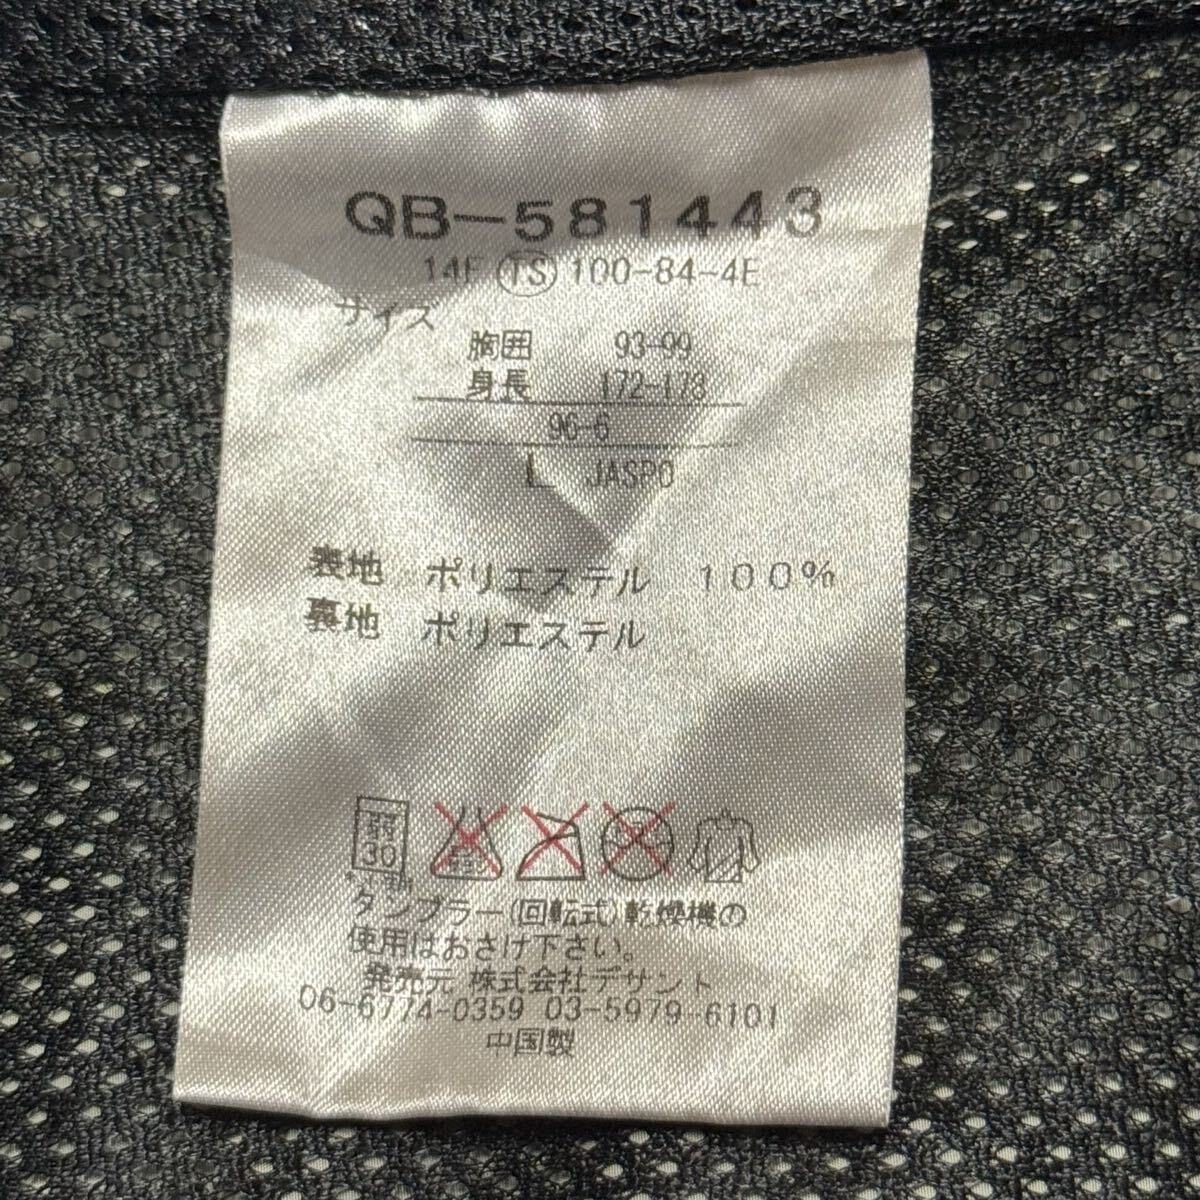 QB-581443
14F TS 100-84-4E
サイズ
胸囲 93-99
身長 172-178
96-6
L JASPO
表地 ポリエステル 100%
裏地 ポリエステル
弱
30
タンブラー(回転式)乾燥機の
使用はおさけ下さい。
発売元 株式会社デサント
06-6774-0359 03-5979-6101
中国製